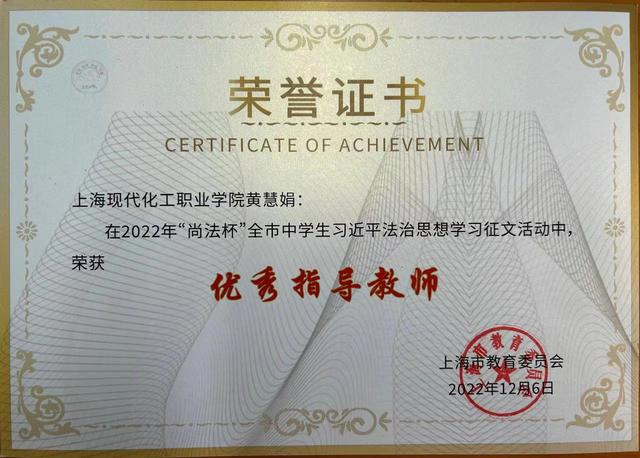 荣誉证书
CERTIFICATE OF ACHIEVEMENT
上海现代化工职业学院黄慧娟：
在2022年“尚法杯”全市中学生习近平法治思想学习征文活动中，
荣获
优秀指导教师
上海市教育委员会
2022年12月6日